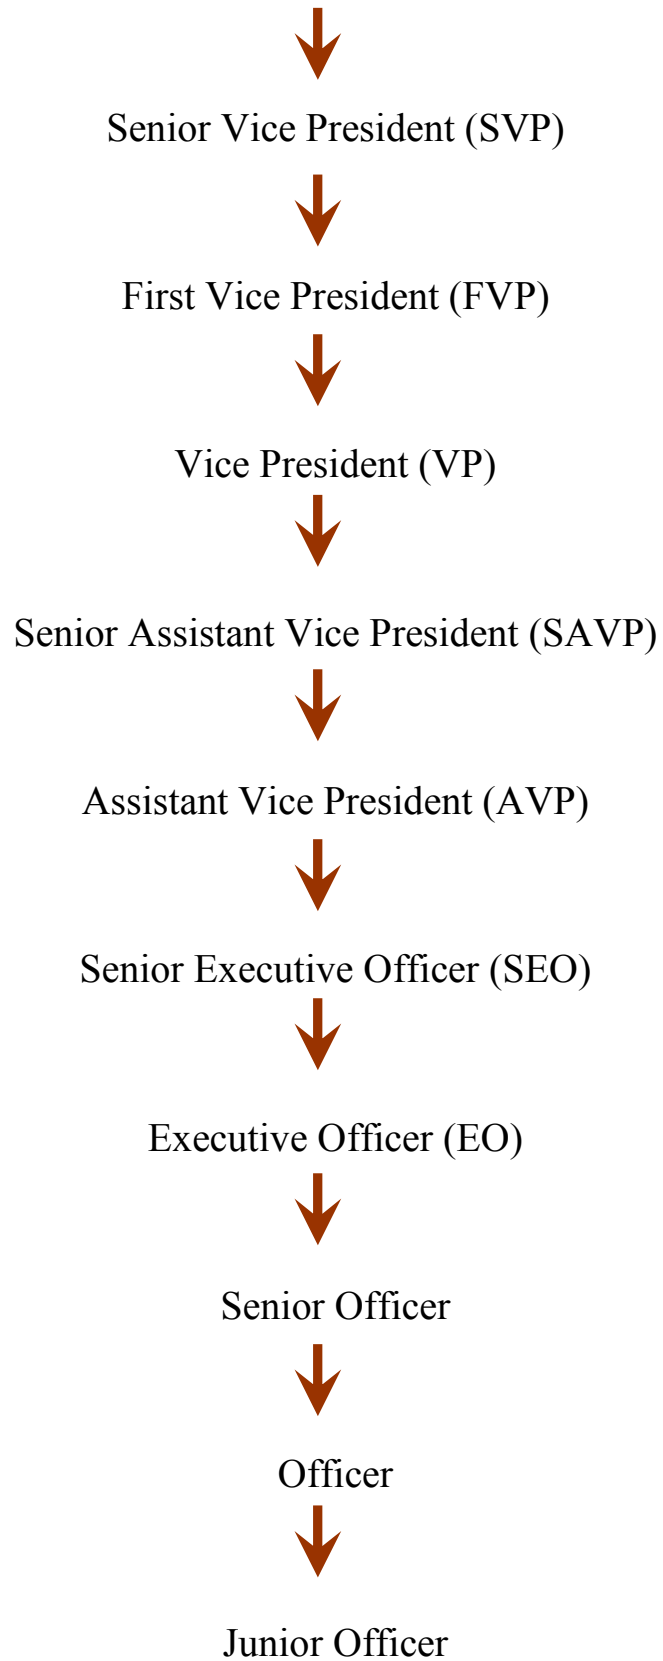 Senior Vice President (SVP)
First Vice President (FVP)
Vice President (VP)
Senior Assistant Vice President (SAVP)
Assistant Vice President (AVP)
Senior Executive Officer (SEO)
Executive Officer (EO)
Senior Officer
Officer
Junior Officer